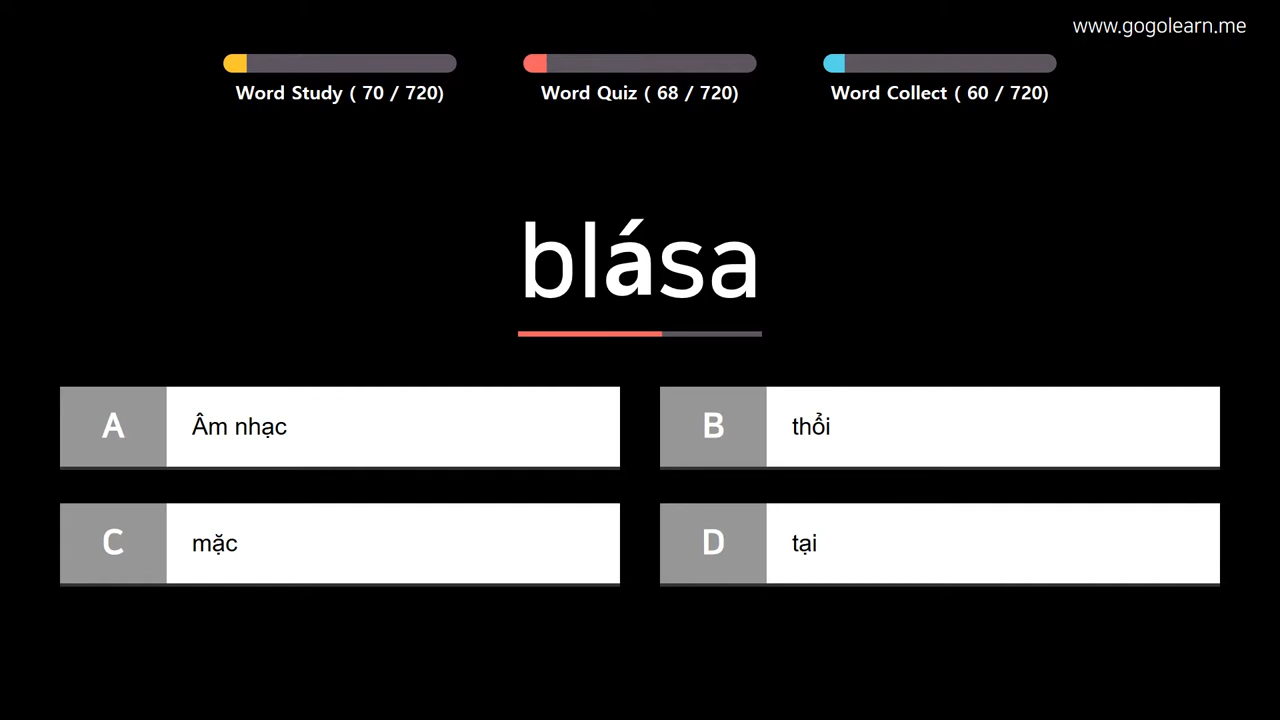 www.gogolearn.me
Word Study ( 70 / 720)
Word Quiz ( 68 / 720)
Word Collect ( 60 / 720)
blása
A Âm nhạc
B thổi
C mặc
D tại